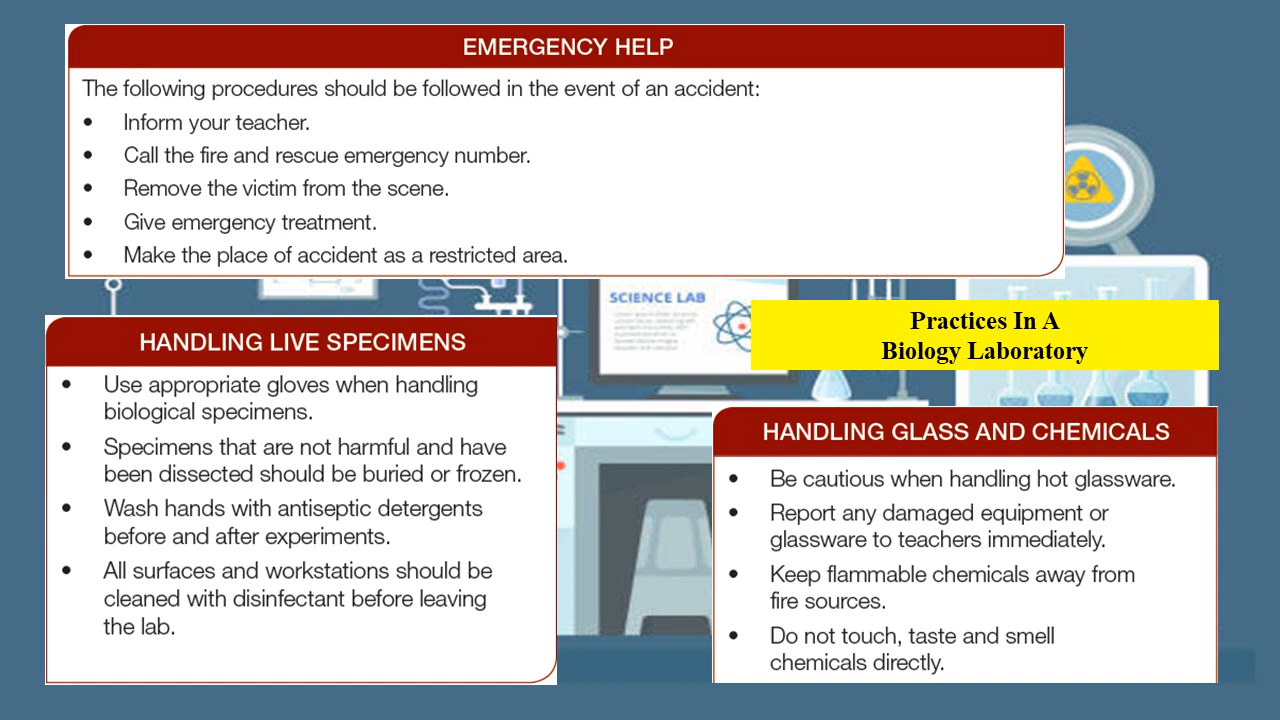 EMERGENCY HELP
The following procedures should be followed in the event of an accident:
• Inform your teacher.
• Call the fire and rescue emergency number.
• Remove the victim from the scene.
• Give emergency treatment.
• Make the place of accident as a restricted area.
SCIENCE LAB
Practices In A
Biology Laboratory
HANDLING LIVE SPECIMENS
• Use appropriate gloves when handling
biological specimens.
• Specimens that are not harmful and have
been dissected should be buried or frozen.
• Wash hands with antiseptic detergents
before and after experiments.
• All surfaces and workstations should be
cleaned with disinfectant before leaving
the lab.
HANDLING GLASS AND CHEMICALS
• Be cautious when handling hot glassware.
• Report any damaged equipment or
glassware to teachers immediately.
• Keep flammable chemicals away from
fire sources.
• Do not touch, taste and smell
chemicals directly.